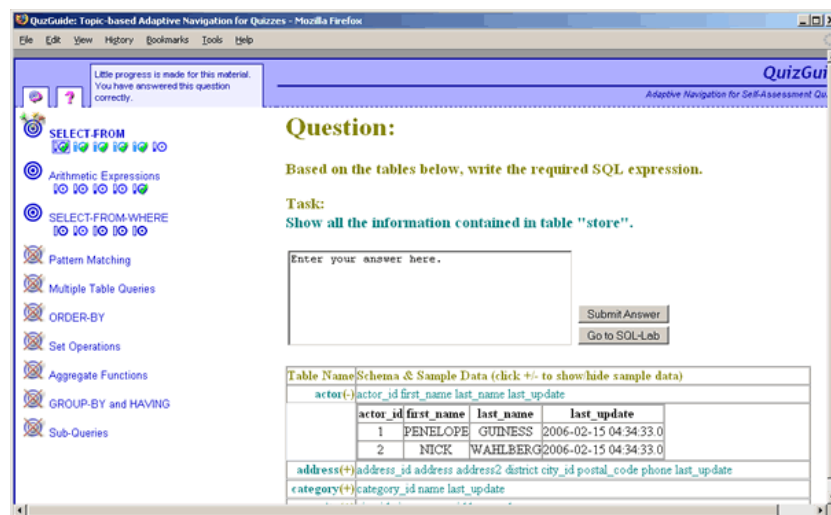 QuzGuide: Topic-based Adaptive Navigation for Quizzes - Mozilla Firefox
File Edit View History Bookmarks Tools Help
Little progress is made for this material.
You have answered this question
correctly.
?
QuizGui
Adaptive Navigation for Self-Assessment Qu
SELECT-FROM
Arithmetic Expressions
SELECT-FROM-WHERE
Pattern Matching
Multiple Table Queries
ORDER-BY
Set Operations
Aggregate Functions
GROUP-BY and HAVING
Sub-Queries
Question:
Based on the tables below, write the required SQL expression.
Task:
Show all the information contained in table "store".
Enter your answer here.
Submit Answer
Go to SQL-Lab
Table Name Schema & Sample Data (click +/- to show/hide sample data)
actor(-) actor_id first_name last_name last_update
actor_id first_name last_name last_update
1 PENELOPE GUINESS 2006-02-15 04:34:33.0
2 NICK WAHLBERG 2006-02-15 04:34:33.0
address(+) address_id address address2 district city_id postal_code phone last_update
category(+) category_id name last_update